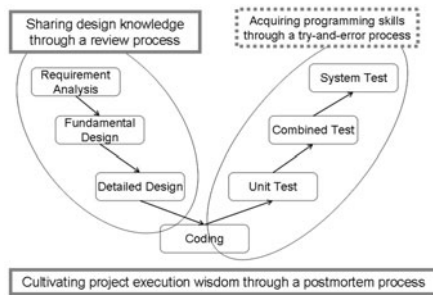 Sharing design knowledge
through a review process
Acquiring programming skills
through a try-and-error process
Requirement
Analysis
Fundamental
Design
Detailed Design
Coding
Unit Test
Combined Test
System Test
Cultivating project execution wisdom through a postmortem process